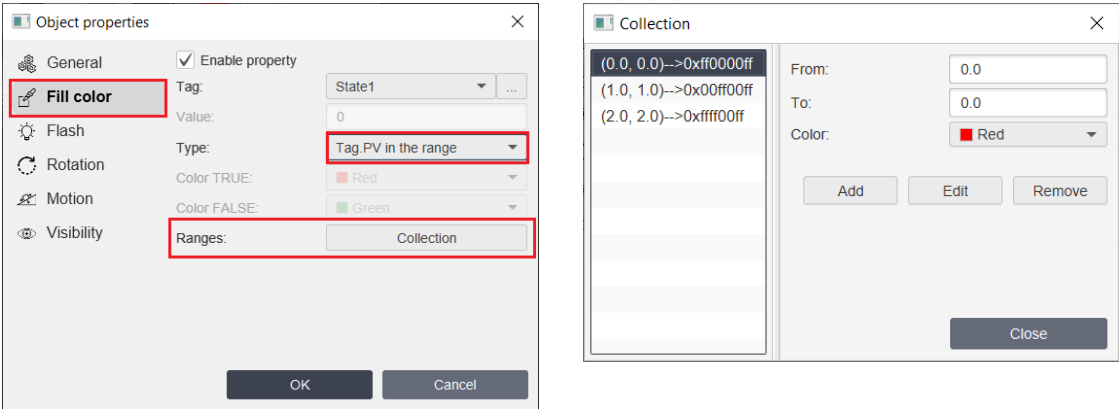 Object properties
General
Fill color
Flash
Rotation
Motion
Visibility
Enable property
Tag: State1 ...
Value: 0
Type: Tag.PV in the range
Color TRUE: Red
Color FALSE: Green
Ranges: Collection
OK Cancel
Collection
(0.0, 0.0)-->0xff0000ff
(1.0, 1.0)-->0x00ff00ff
(2.0, 2.0)-->0xffff00ff
From: 0.0
To: 0.0
Color: Red
Add Edit Remove
Close